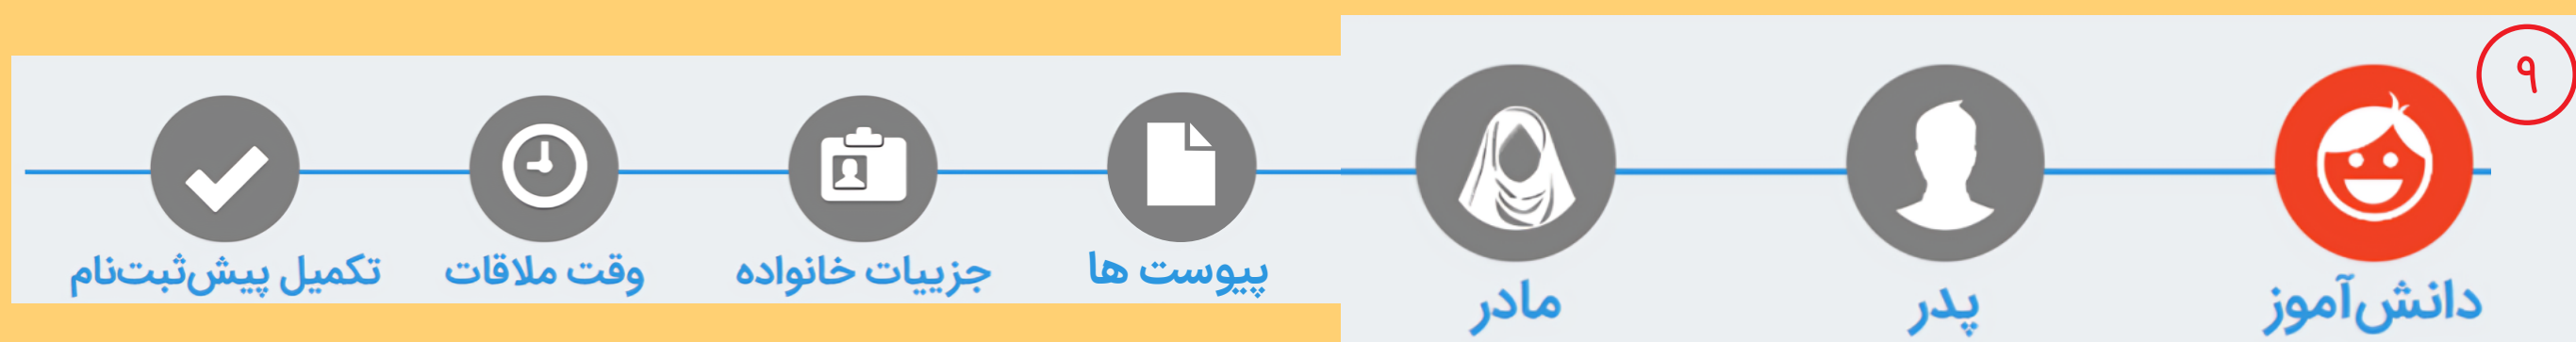 ۹
دانش‌آموز
پدر
مادر
پیوست ها
جزییات خانواده
وقت ملاقات
تکمیل پیش‌ثبت‌نام